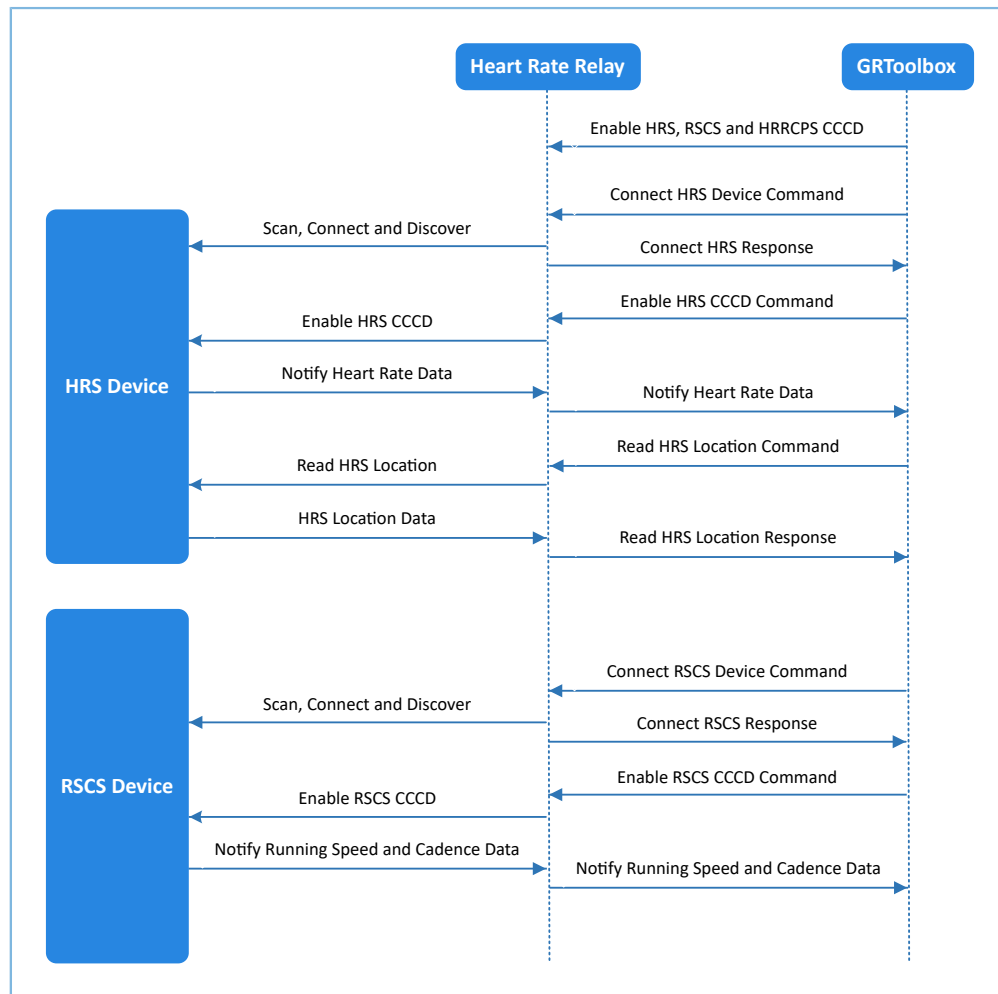 Heart Rate Relay
GRToolbox
Enable HRS, RSCS and HRRCPS CCCD
Connect HRS Device Command
Scan, Connect and Discover
Connect HRS Response
Enable HRS CCCD Command
Enable HRS CCCD
Notify Heart Rate Data
HRS Device
Notify Heart Rate Data
Read HRS Location Command
Read HRS Location
HRS Location Data
Read HRS Location Response
Connect RSCS Device Command
Scan, Connect and Discover
Connect RSCS Response
Enable RSCS CCCD Command
RSCS Device
Enable RSCS CCCD
Notify Running Speed and Cadence Data
Notify Running Speed and Cadence Data